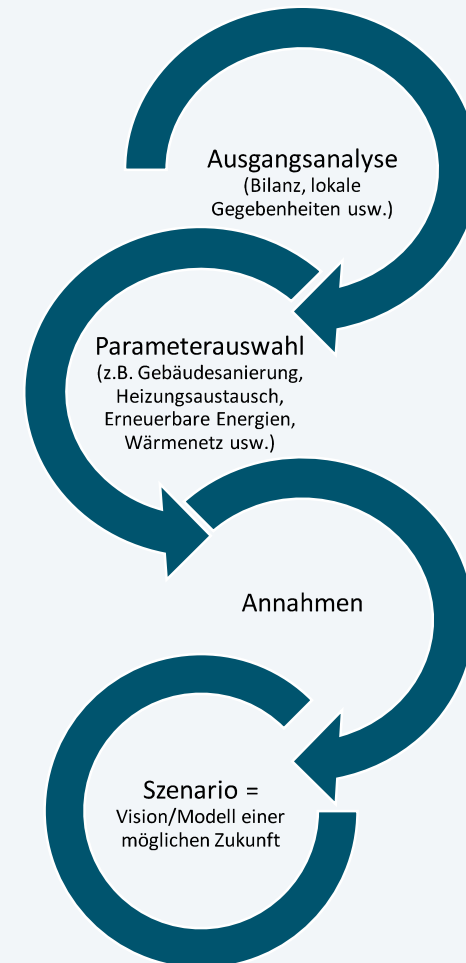 Ausgangsanalyse
(Bilanz, lokale
Gegebenheiten usw.)
Parameterauswahl
(z.B. Gebäudesanierung,
Heizungsaustausch,
Erneuerbare Energien,
Wärmenetz usw.)
Annahmen
Szenario =
Vision/Modell einer
möglichen Zukunft